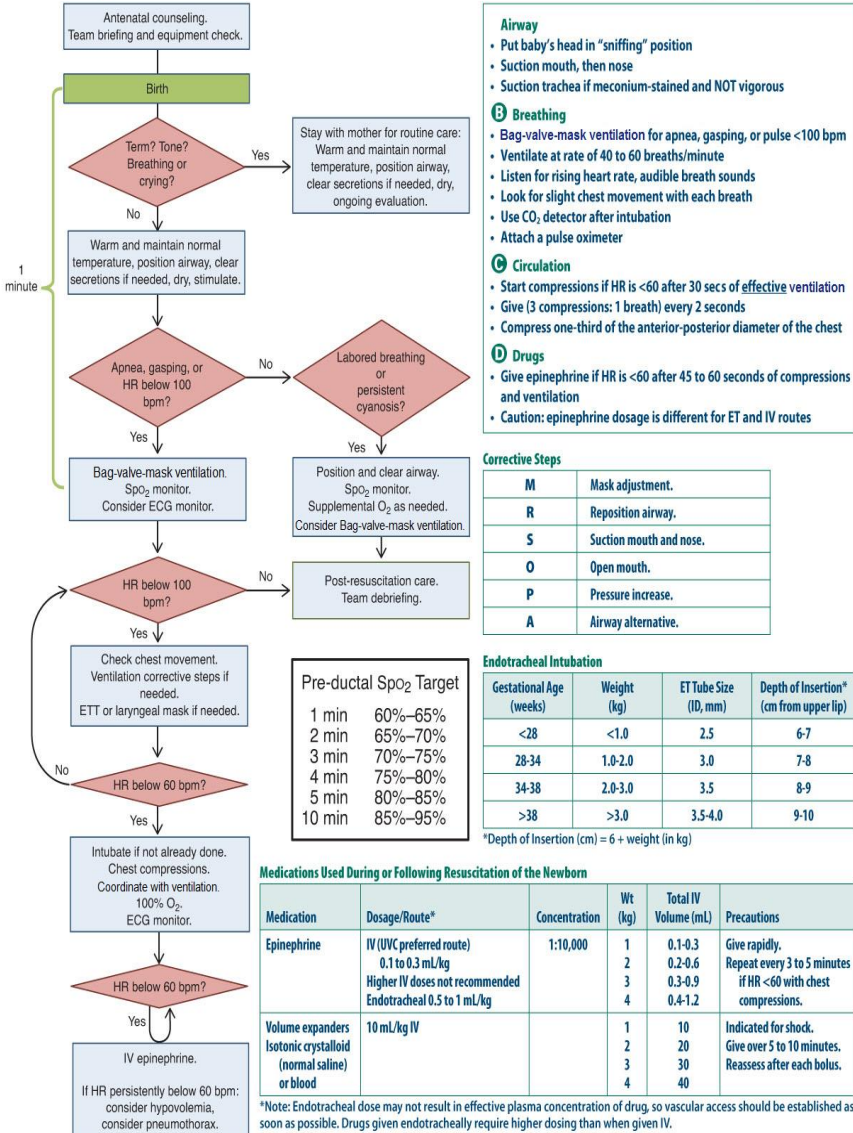 Antenatal counseling.
Team briefing and equipment check.
Birth
1
minute
Term? Tone?
Breathing or
crying?
Yes
Stay with mother for routine care:
Warm and maintain normal
temperature, position airway,
clear secretions if needed, dry,
ongoing evaluation.
No
Warm and maintain normal
temperature, position airway, clear
secretions if needed, dry, stimulate.
Apnea, gasping, or
HR below 100
bpm?
No
Labored breathing
or
persistent
cyanosis?
Yes
Yes
Bag-valve-mask ventilation.
SpO2 monitor.
Consider ECG monitor.
Position and clear airway.
SpO2 monitor.
Supplemental O2 as needed.
Consider Bag-valve-mask ventilation.
HR below 100
bpm?
No
Post-resuscitation care.
Team debriefing.
Yes
Check chest movement.
Ventilation corrective steps if
needed.
ETT or laryngeal mask if needed.
No
HR below 60 bpm?
Yes
Intubate if not already done.
Chest compressions.
Coordinate with ventilation.
100% O2.
ECG monitor.
HR below 60 bpm?
Yes
IV epinephrine.
If HR persistently below 60 bpm:
consider hypovolemia,
consider pneumothorax.
Pre-ductal SpO2 Target
1 min 60%–65%
2 min 65%–70%
3 min 70%–75%
4 min 75%–80%
5 min 80%–85%
10 min 85%–95%
Airway
• Put baby's head in "sniffing" position
• Suction mouth, then nose
• Suction trachea if meconium-stained and NOT vigorous
B Breathing
• Bag-valve-mask ventilation for apnea, gasping, or pulse <100 bpm
• Ventilate at rate of 40 to 60 breaths/minute
• Listen for rising heart rate, audible breath sounds
• Look for slight chest movement with each breath
• Use CO2 detector after intubation
• Attach a pulse oximeter
C Circulation
• Start compressions if HR is <60 after 30 secs of effective ventilation
• Give (3 compressions: 1 breath) every 2 seconds
• Compress one-third of the anterior-posterior diameter of the chest
D Drugs
• Give epinephrine if HR is <60 after 45 to 60 seconds of compressions
and ventilation
• Caution: epinephrine dosage is different for ET and IV routes
Corrective Steps
M Mask adjustment.
R Reposition airway.
S Suction mouth and nose.
O Open mouth.
P Pressure increase.
A Airway alternative.
Endotracheal Intubation
Gestational Age Weight ET Tube Size Depth of Insertion*
(weeks) (kg) (ID, mm) (cm from upper lip)
<28 <1.0 2.5 6-7
28-34 1.0-2.0 3.0 7-8
34-38 2.0-3.0 3.5 8-9
>38 >3.0 3.5-4.0 9-10
*Depth of Insertion (cm) = 6 + weight (in kg)
Medications Used During or Following Resuscitation of the Newborn
Wt Total IV
Medication Dosage/Route* Concentration (kg) Volume (mL) Precautions
Epinephrine IV (UVC preferred route) 1:10,000 1 0.1-0.3 Give rapidly.
0.1 to 0.3 mL/kg 2 0.2-0.6 Repeat every 3 to 5 minutes
Higher IV doses not recommended 3 0.3-0.9 if HR <60 with chest
Endotracheal 0.5 to 1 mL/kg 4 0.4-1.2 compressions.
Volume expanders 10 mL/kg IV 1 10 Indicated for shock.
Isotonic crystalloid 2 20 Give over 5 to 10 minutes.
(normal saline) 3 30 Reassess after each bolus.
or blood 4 40
*Note: Endotracheal dose may not result in effective plasma concentration of drug, so vascular access should be established as
soon as possible. Drugs given endotracheally require higher dosing than when given IV.